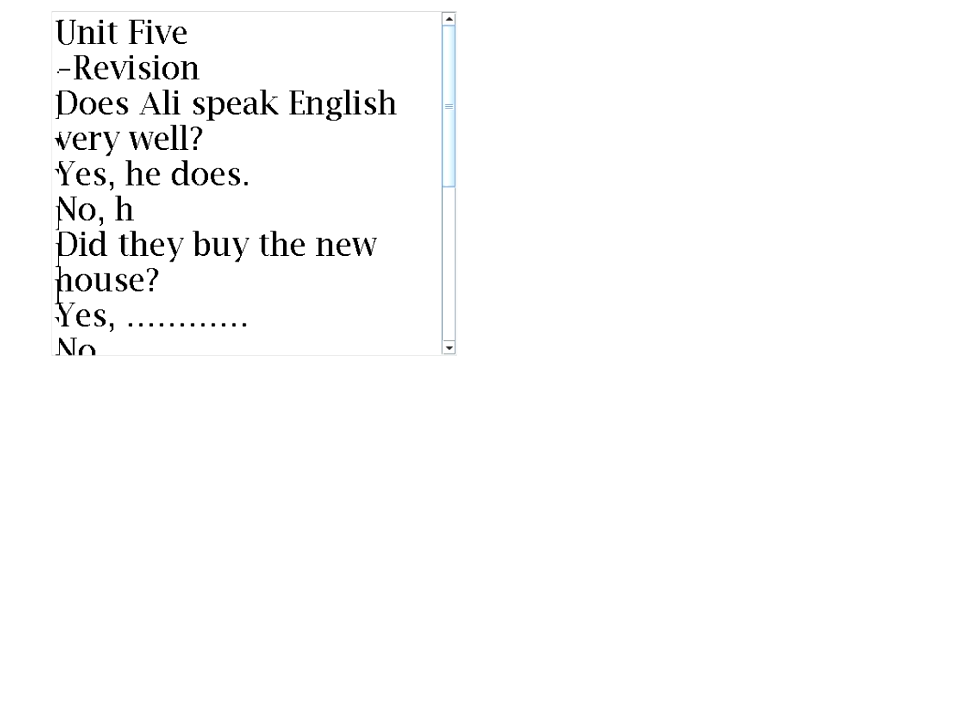 Unit Five
-Revision
Does Ali speak English
very well?
Yes, he does.
No, h
Did they buy the new
house?
Yes, …………
No